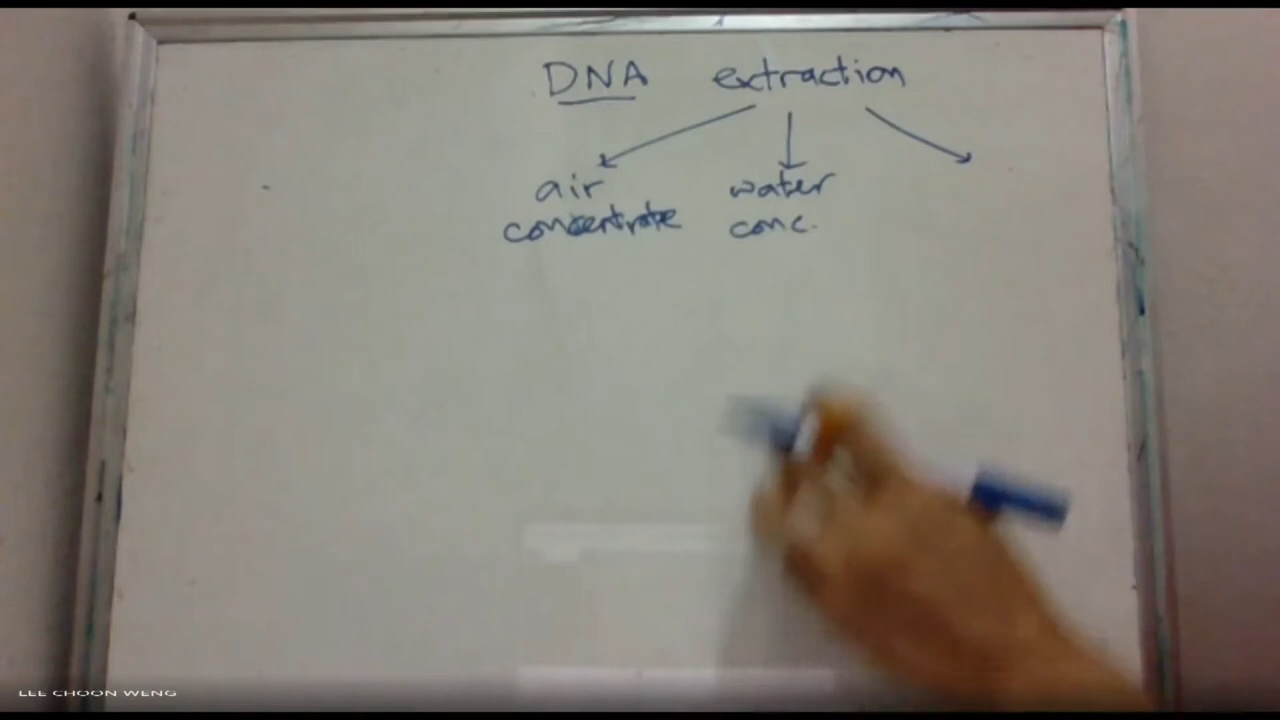 DNA extraction
air water
concentrate conc.
LEE CHOON WENG